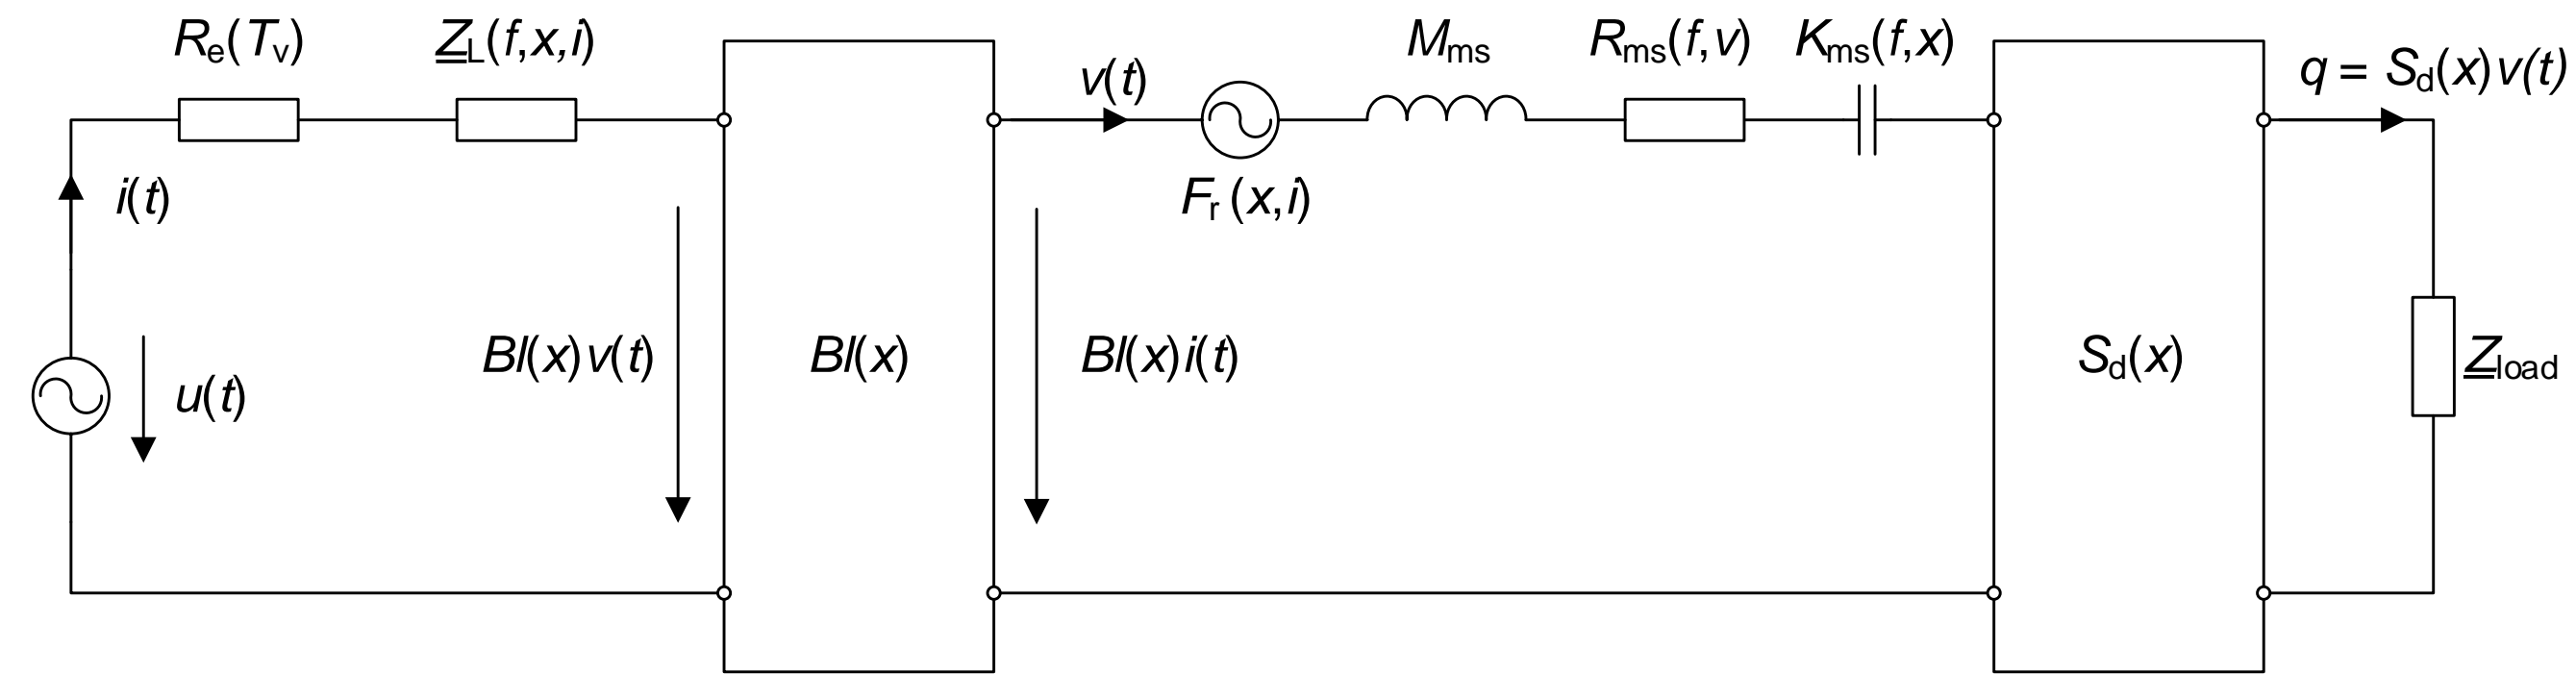 Re(Tv)
ZL(f,x,i)
Mms
Rms(f,v)
Kms(f,x)
q = Sd(x)v(t)
v(t)
i(t)
Fr(x,i)
u(t)
Bl(x)v(t)
Bl(x)
Bl(x)i(t)
Sd(x)
Zload